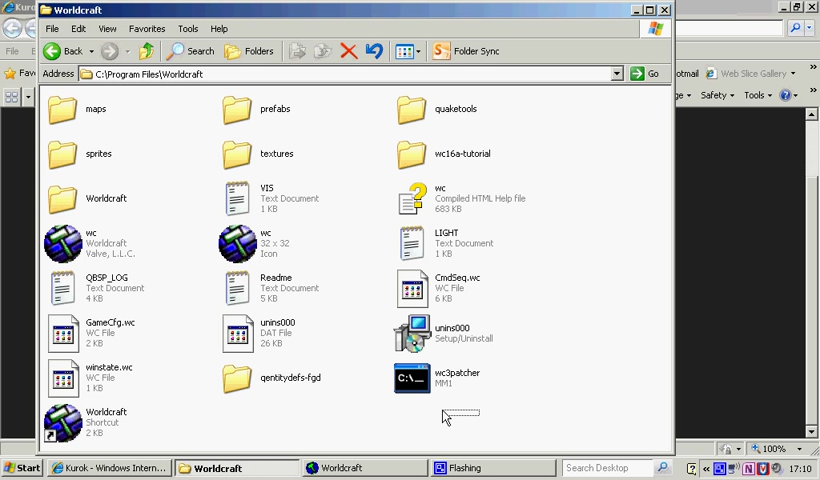 Kurok
Worldcraft
File Edit View Favorites Tools Help
Back Search Folders Folder Sync
Address C:\Program Files\Worldcraft Go
File
Favo
otmail Web Slice Gallery
ge Safety Tools
maps prefabs quaketools
sprites textures wc16a-tutorial
Worldcraft
VIS
Text Document
1 KB
wc
Compiled HTML Help file
683 KB
wc
Worldcraft
Valve, L.L.C.
wc
32 x 32
Icon
LIGHT
Text Document
1 KB
QBSP_LOG
Text Document
4 KB
Readme
Text Document
5 KB
CmdSeq.wc
WC File
6 KB
GameCfg.wc
WC File
2 KB
unins000
DAT File
26 KB
unins000
Setup/Uninstall
winstate.wc
WC File
1 KB
qentitydefs-fgd
C:\_
wc3patcher
MM1
Worldcraft
Shortcut
2 KB
100%
Start Kurok - Windows Intern... Worldcraft Worldcraft Flashing Search Desktop 17:10